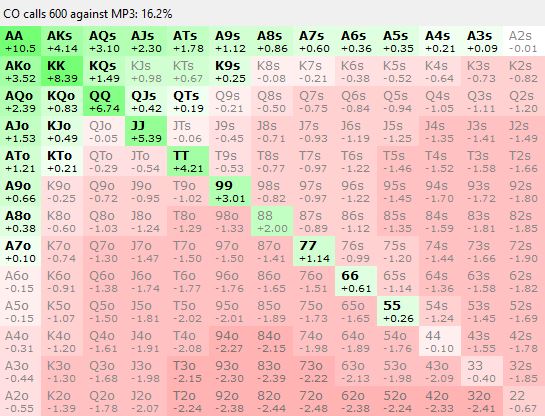 CO calls 600 against MP3: 16.2%
AA AKs AQs AJs ATs A9s A8s A7s A6s A5s A4s A3s A2s
+10.5 +4.14 +3.10 +2.30 +1.78 +1.12 +0.86 +0.60 +0.36 +0.35 +0.21 +0.09 -0.01
AKo KK KQs KJs KTs K9s K8s K7s K6s K5s K4s K3s K2s
+3.52 +8.39 +1.49 +0.98 +0.67 +0.25 -0.08 -0.21 -0.38 -0.52 -0.64 -0.73 -0.82
AQo KQo QQ QJs QTs Q9s Q8s Q7s Q6s Q5s Q4s Q3s Q2s
+2.39 +0.83 +6.74 +0.42 +0.19 -0.21 -0.50 -0.75 -0.84 -0.94 -1.05 -1.11 -1.20
AJo KJo QJo JJ JTs J9s J8s J7s J6s J5s J4s J3s J2s
+1.53 +0.49 -0.05 +5.39 -0.06 -0.45 -0.71 -0.93 -1.19 -1.25 -1.35 -1.41 -1.49
ATo KTo QTo JTo TT T9s T8s T7s T6s T5s T4s T3s T2s
+1.21 +0.21 -0.29 -0.54 +4.21 -0.53 -0.77 -0.97 -1.22 -1.46 -1.52 -1.58 -1.66
A9o K9o Q9o J9o T9o 99 98s 97s 96s 95s 94s 93s 92s
+0.66 -0.25 -0.72 -0.95 -1.02 +3.01 -0.82 -0.97 -1.22 -1.45 -1.70 -1.72 -1.80
A8o K8o Q8o J8o T8o 98o 88 87s 86s 85s 84s 83s 82s
+0.38 -0.60 -1.03 -1.24 -1.29 -1.33 +2.00 -0.89 -1.12 -1.35 -1.59 -1.81 -1.85
A7o K7o Q7o J7o T7o 97o 87o 77 76s 75s 74s 73s 72s
+0.10 -0.74 -1.30 -1.47 -1.50 -1.50 -1.41 +1.14 -0.99 -1.20 -1.44 -1.66 -1.90
A6o K6o Q6o J6o T6o 96o 86o 76o 66 65s 64s 63s 62s
-0.15 -0.91 -1.38 -1.74 -1.77 -1.76 -1.65 -1.51 +0.61 -1.14 -1.36 -1.58 -1.82
A5o K5o Q5o J5o T5o 95o 85o 75o 65o 55 54s 53s 52s
-0.15 -1.07 -1.50 -1.81 -2.02 -2.01 -1.89 -1.73 -1.65 +0.26 -1.24 -1.45 -1.69
A4o K4o Q4o J4o T4o 94o 84o 74o 64o 54o 44 43s 42s
-0.31 -1.20 -1.61 -1.91 -2.08 -2.27 -2.15 -1.98 -1.89 -1.76 -0.10 -1.55 -1.78
A3o K3o Q3o J3o T3o 93o 83o 73o 63o 53o 43o 33 32s
-0.44 -1.30 -1.68 -1.98 -2.15 -2.30 -2.39 -2.22 -2.13 -1.98 -2.09 -0.40 -1.85
A2o K2o Q2o J2o T2o 92o 82o 72o 62o 52o 42o 32o 22
-0.55 -1.39 -1.78 -2.07 -2.24 -2.38 -2.44 -2.48 -2.38 -2.24 -2.33 -2.41 -0.67